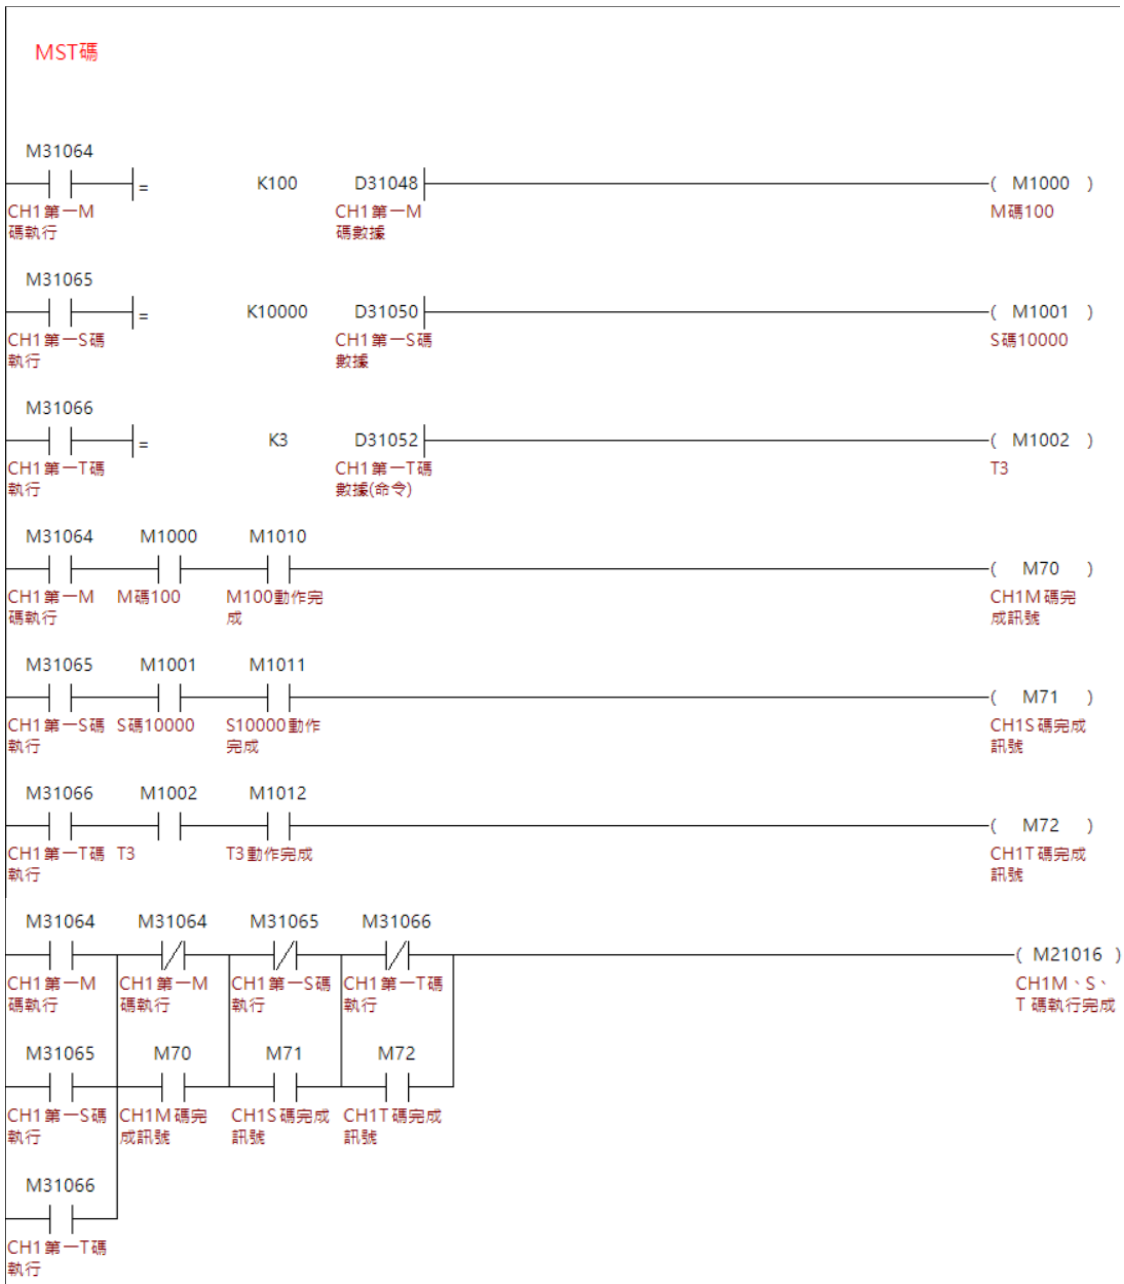 MST碼
M31064
= K100 D31048 ( M1000 )
CH1第一M CH1第一M M碼100
碼執行 碼數據
M31065
= K10000 D31050 ( M1001 )
CH1第一S碼 CH1第一S碼 S碼10000
執行 數據
M31066
= K3 D31052 ( M1002 )
CH1第一T碼 CH1第一T碼 T3
執行 數據(命令)
M31064 M1000 M1010
( M70 )
CH1第一M M碼100 M100動作完 CH1M碼完
碼執行 成 成訊號
M31065 M1001 M1011
( M71 )
CH1第一S碼 S碼10000 S10000動作 CH1S碼完成
執行 完成 訊號
M31066 M1002 M1012
( M72 )
CH1第一T碼 T3 T3動作完成 CH1T碼完成
執行 訊號
M31064 M31064 M31065 M31066
( M21016 )
CH1第一M CH1第一M CH1第一S碼 CH1第一T碼 CH1M、S、
碼執行 碼執行 執行 執行 T碼執行完成
M31065 M70 M71 M72
CH1第一S碼 CH1M碼完 CH1S碼完成 CH1T碼完成
執行 成訊號 訊號 訊號
M31066
CH1第一T碼
執行